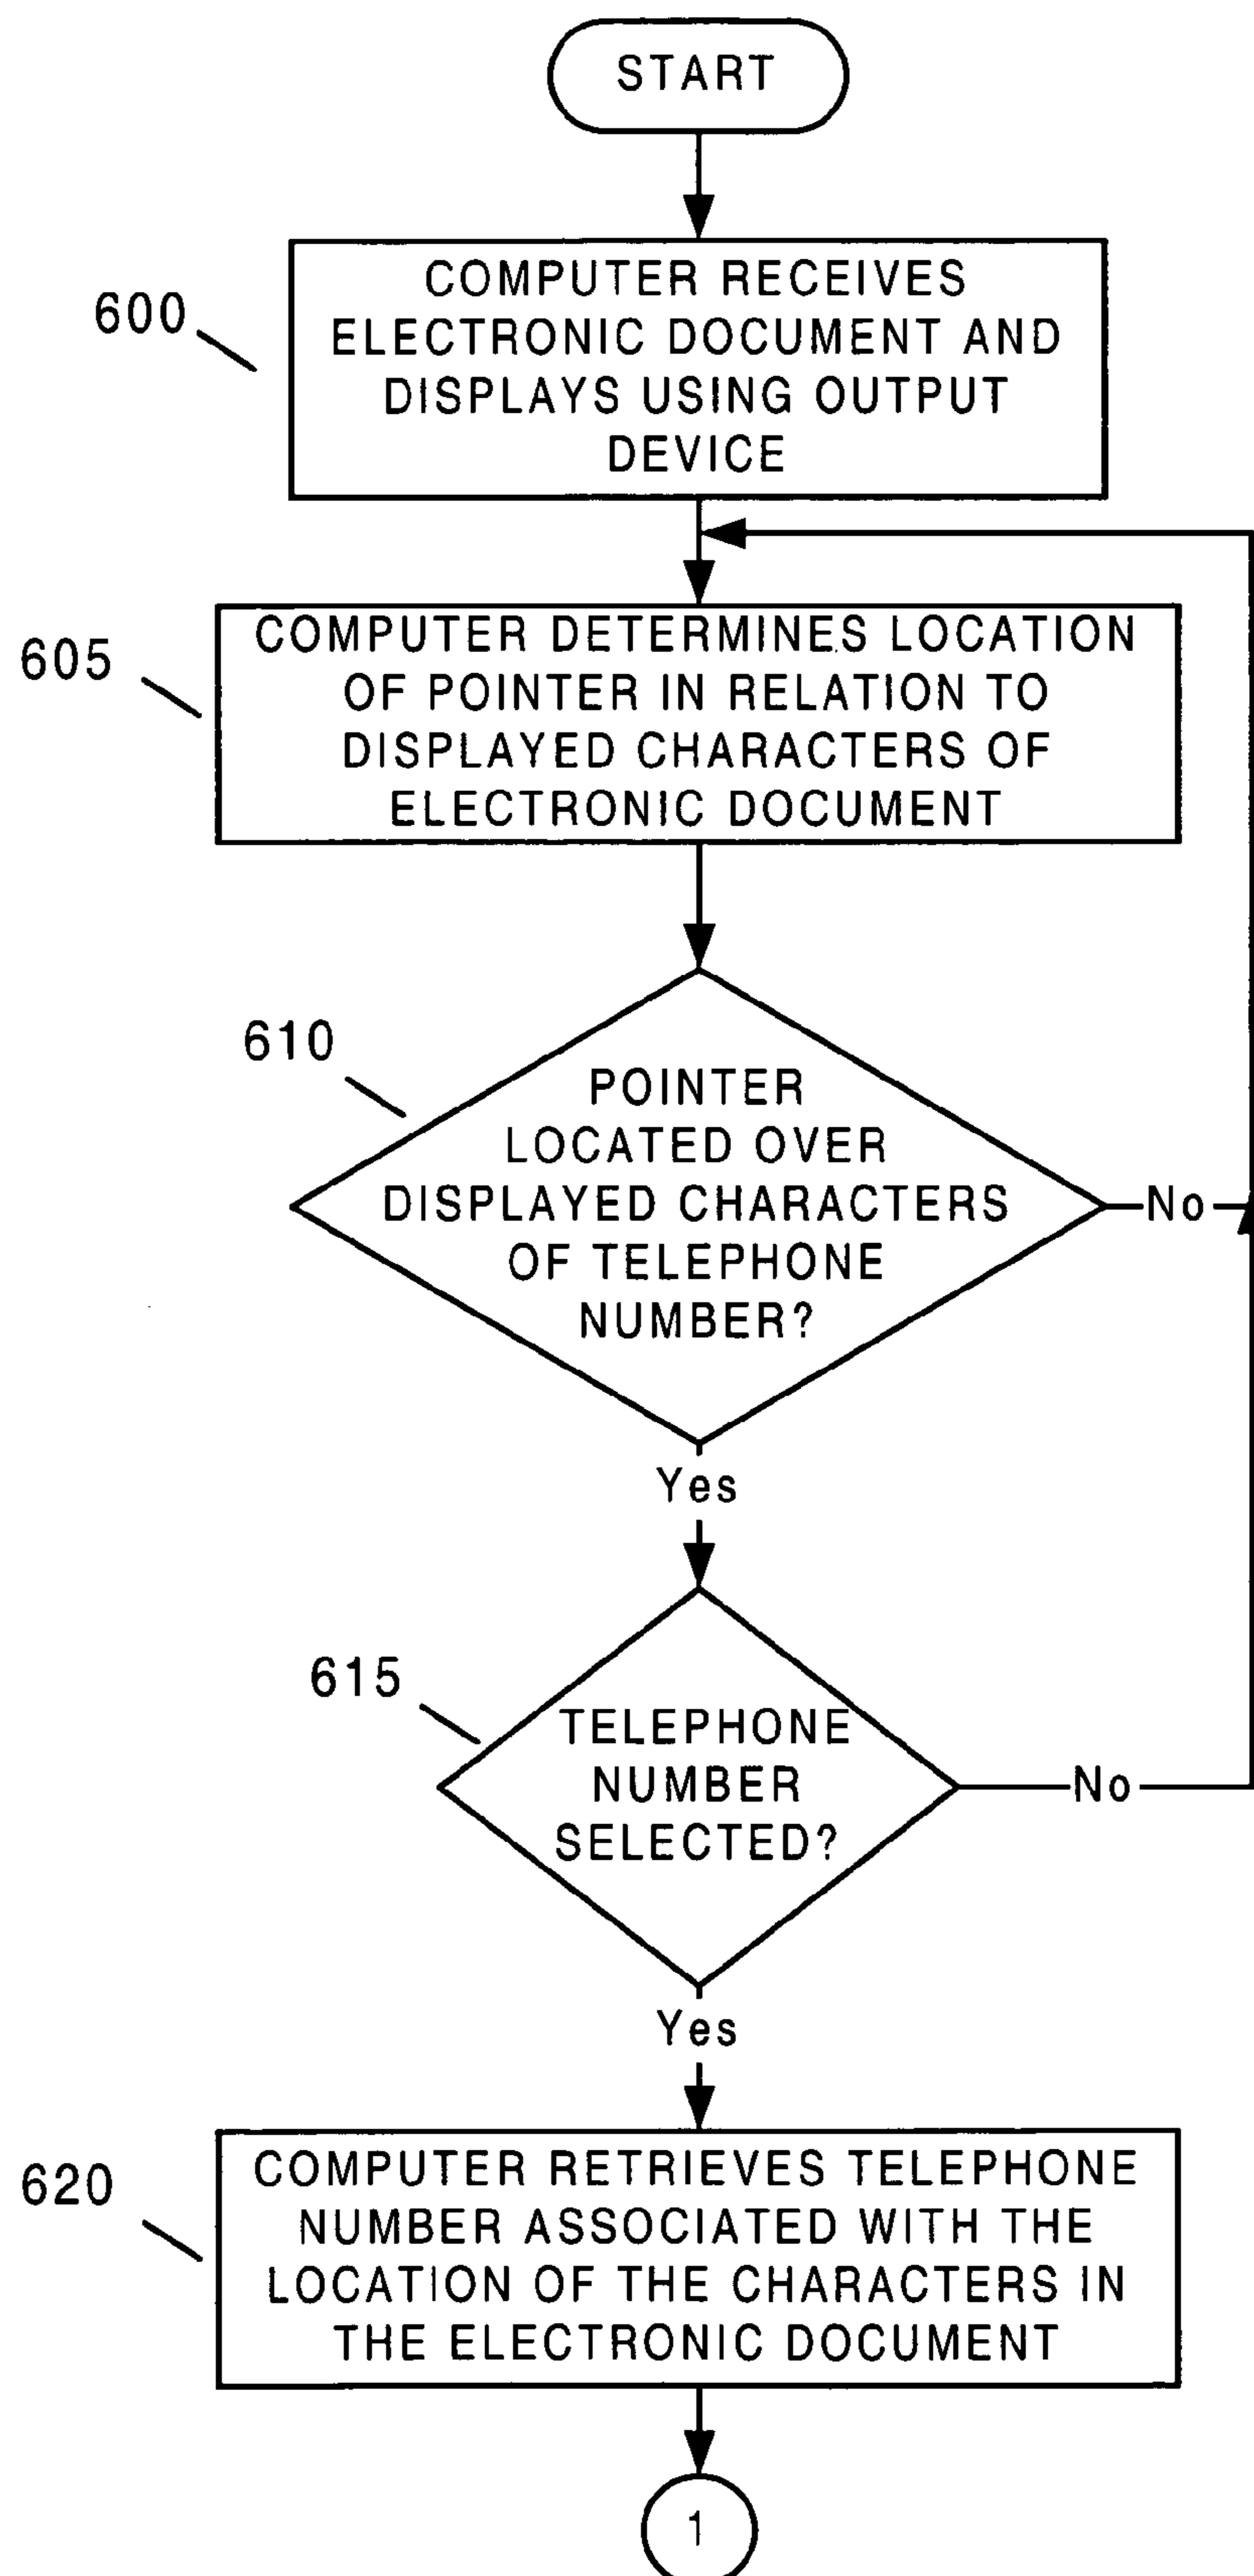 START
600
COMPUTER RECEIVES
ELECTRONIC DOCUMENT AND
DISPLAYS USING OUTPUT
DEVICE
605
COMPUTER DETERMINES LOCATION
OF POINTER IN RELATION TO
DISPLAYED CHARACTERS OF
ELECTRONIC DOCUMENT
610
POINTER
LOCATED OVER
DISPLAYED CHARACTERS
OF TELEPHONE
NUMBER?
No
Yes
615
TELEPHONE
NUMBER
SELECTED?
No
Yes
620
COMPUTER RETRIEVES TELEPHONE
NUMBER ASSOCIATED WITH THE
LOCATION OF THE CHARACTERS IN
THE ELECTRONIC DOCUMENT
1